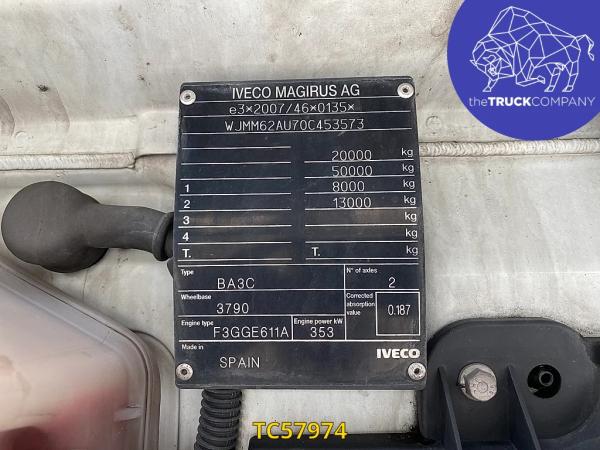 theTRUCKCOMPANY
IVECO MAGIRUS AG
e3*2007/46*0135*
WJMM62AU70C453573
20000 kg
50000 kg
1 8000 kg
2 13000 kg
3 kg
4 kg
T. T. kg
Type BA3C N° of axles 2
Wheelbase 3790 Corrected absorption value 0.187
Engine type F3GGE611A Engine power kW 353
Made in SPAIN IVECO
TC57974